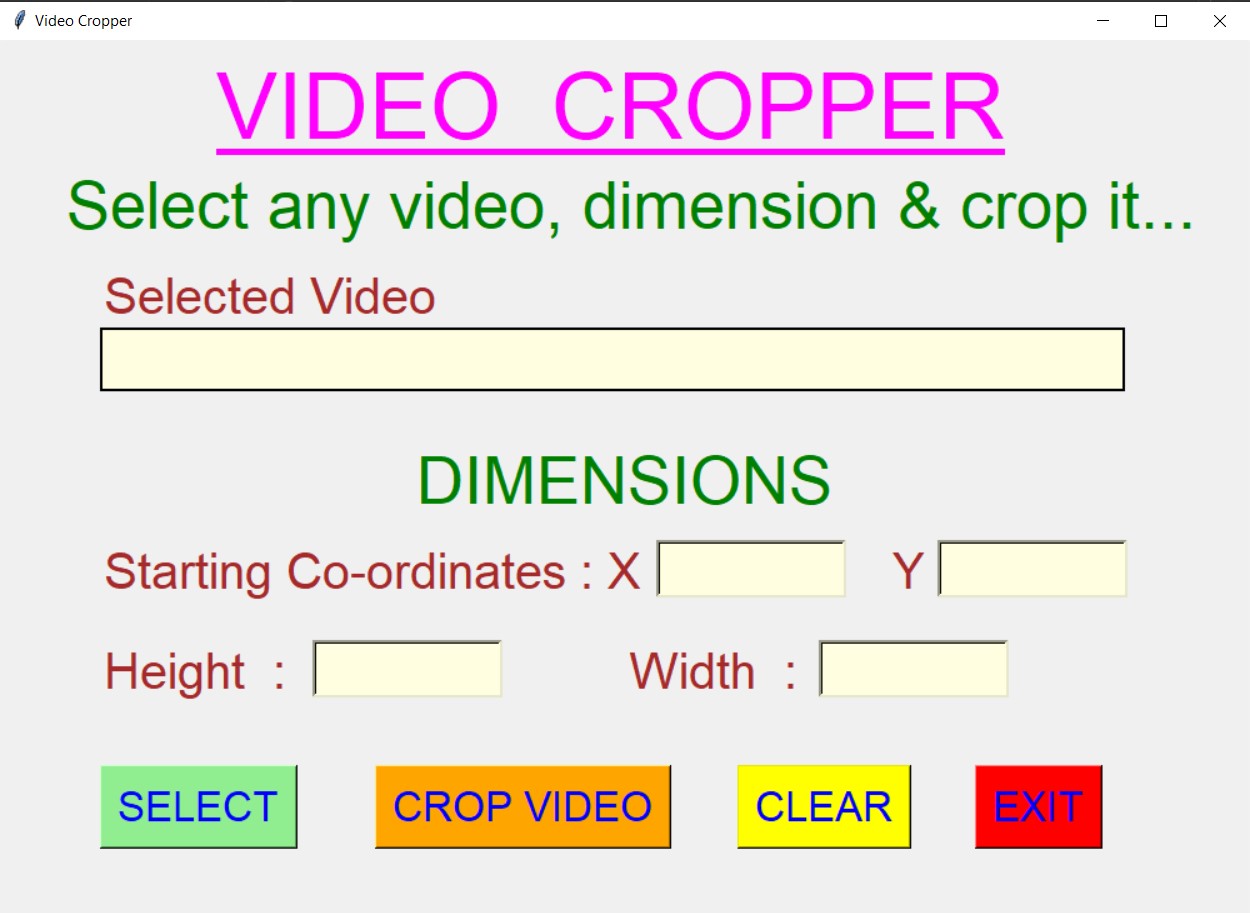 Video Cropper
VIDEO CROPPER
Select any video, dimension & crop it...
Selected Video
DIMENSIONS
Starting Co-ordinates : X Y
Height : Width :
SELECT CROP VIDEO CLEAR EXIT